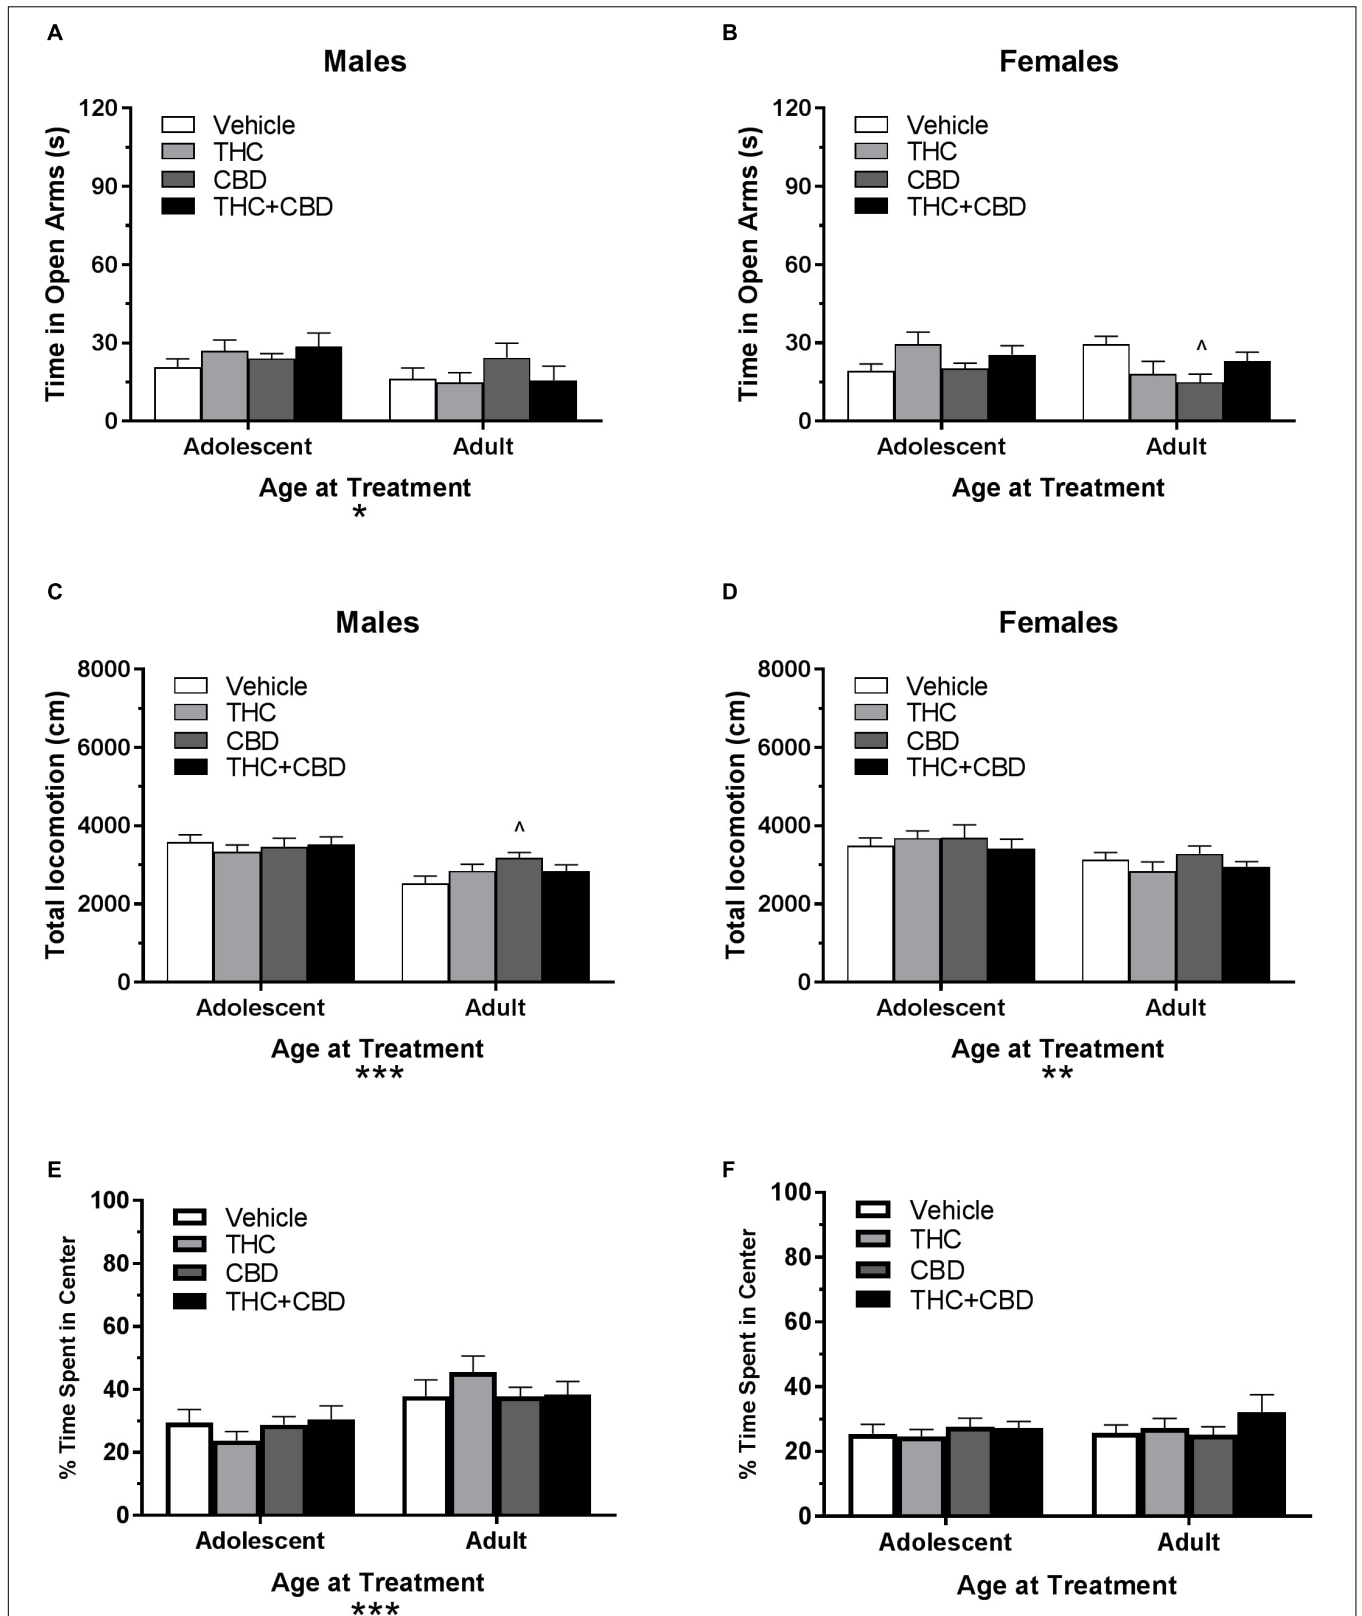 A
Males
120
90
60
30
0
Time in Open Arms (s)
Vehicle
THC
CBD
THC+CBD
Adolescent
Adult
Age at Treatment
*
B
Females
120
90
60
30
0
Time in Open Arms (s)
Vehicle
THC
CBD
THC+CBD
^
Adolescent
Adult
Age at Treatment
C
Males
8000
6000
4000
2000
0
Total locomotion (cm)
Vehicle
THC
CBD
THC+CBD
^
Adolescent
Adult
Age at Treatment
***
D
Females
8000
6000
4000
2000
0
Total locomotion (cm)
Vehicle
THC
CBD
THC+CBD
Adolescent
Adult
Age at Treatment
**
E
100
80
60
40
20
0
% Time Spent in Center
Vehicle
THC
CBD
THC+CBD
Adolescent
Adult
Age at Treatment
***
F
100
80
60
40
20
0
% Time Spent in Center
Vehicle
THC
CBD
THC+CBD
Adolescent
Adult
Age at Treatment